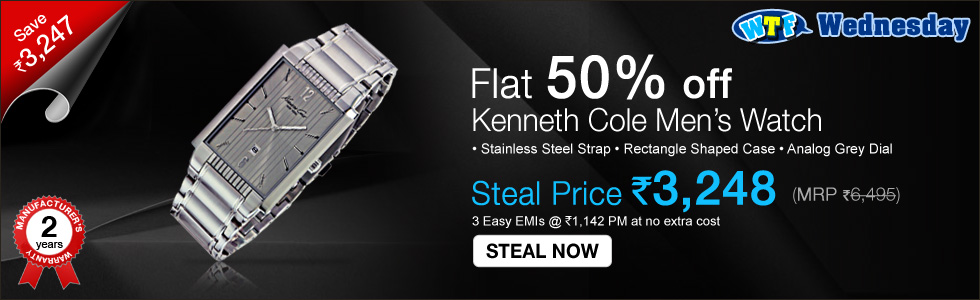 Save
₹3,247
WTF Wednesday
Flat 50% off
Kenneth Cole Men's Watch
• Stainless Steel Strap • Rectangle Shaped Case • Analog Grey Dial
Steal Price ₹3,248 (MRP ₹6,495)
3 Easy EMIs @ ₹1,142 PM at no extra cost
STEAL NOW
MANUFACTURER'S
2
years
WARRANTY
12